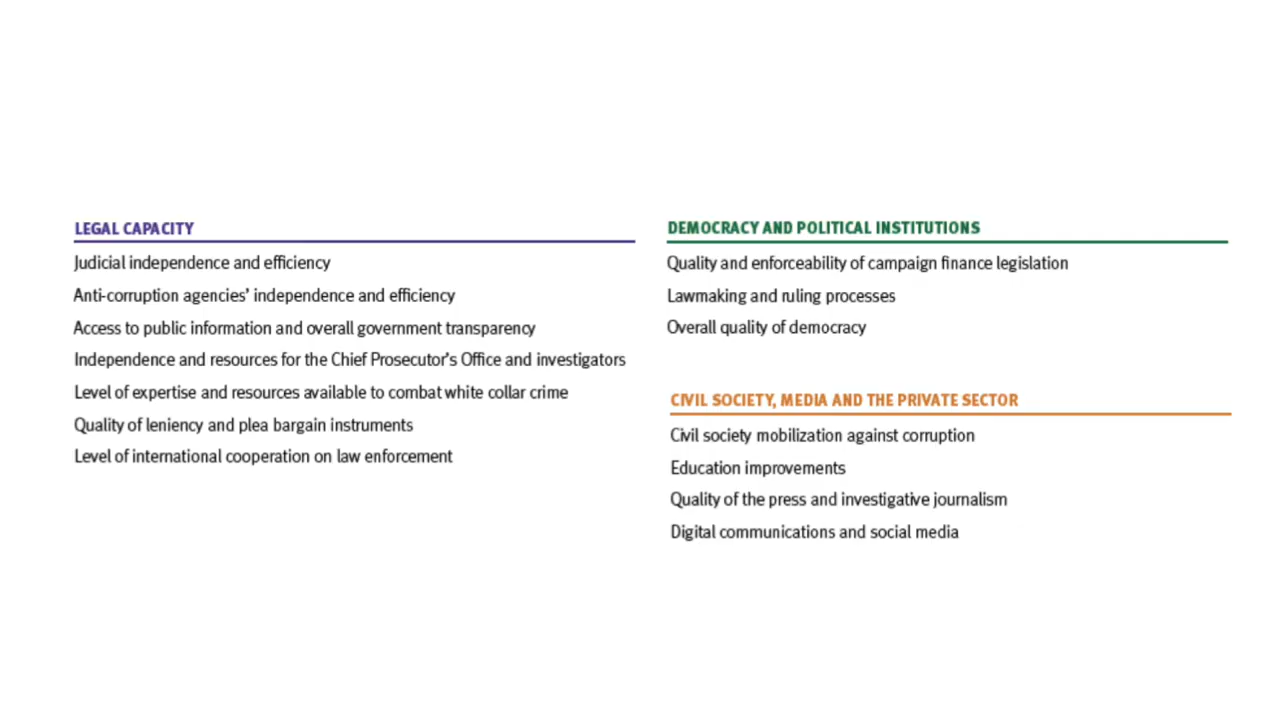 LEGAL CAPACITY
Judicial independence and efficiency
Anti-corruption agencies’ independence and efficiency
Access to public information and overall government transparency
Independence and resources for the Chief Prosecutor’s Office and investigators
Level of expertise and resources available to combat white collar crime
Quality of leniency and plea bargain instruments
Level of international cooperation on law enforcement
DEMOCRACY AND POLITICAL INSTITUTIONS
Quality and enforceability of campaign finance legislation
Lawmaking and ruling processes
Overall quality of democracy
CIVIL SOCIETY, MEDIA AND THE PRIVATE SECTOR
Civil society mobilization against corruption
Education improvements
Quality of the press and investigative journalism
Digital communications and social media